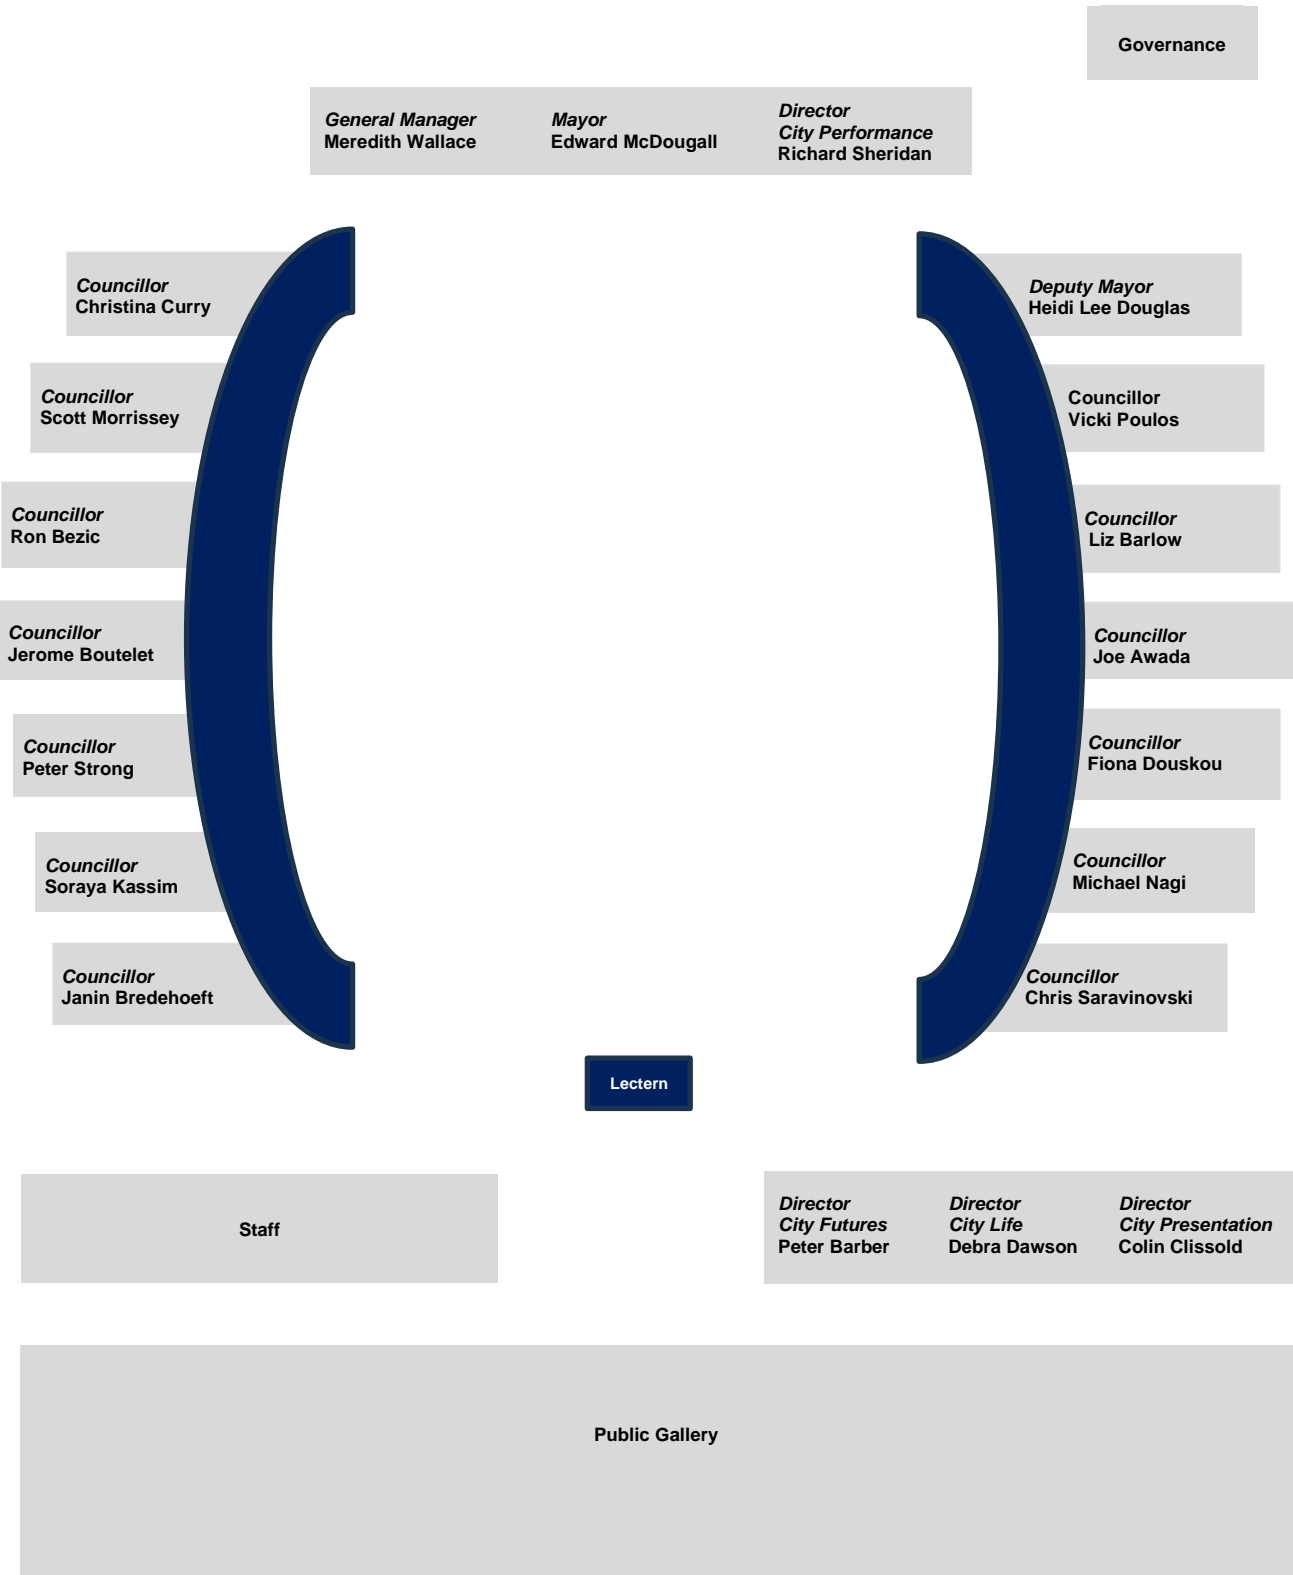 Governance
General Manager
Meredith Wallace
Mayor
Edward McDougall
Director
City Performance
Richard Sheridan
Councillor
Christina Curry
Councillor
Scott Morrissey
Councillor
Ron Bezic
Councillor
Jerome Boutelet
Councillor
Peter Strong
Councillor
Soraya Kassim
Councillor
Janin Bredehoeft
Deputy Mayor
Heidi Lee Douglas
Councillor
Vicki Poulos
Councillor
Liz Barlow
Councillor
Joe Awada
Councillor
Fiona Douskou
Councillor
Michael Nagi
Councillor
Chris Saravinovski
Lectern
Staff
Director
City Futures
Peter Barber
Director
City Life
Debra Dawson
Director
City Presentation
Colin Clissold
Public Gallery